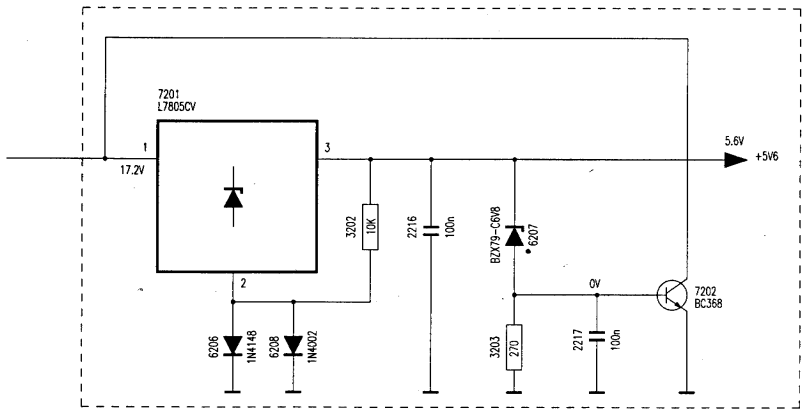 7201
L7805CV
1
3
17.2V
2
5.6V
+5V6
3202
10K
2216
100n
BZX79-C6V8
6207
0V
7202
BC368
6206
1N4148
6208
1N4002
3203
270
2217
100n